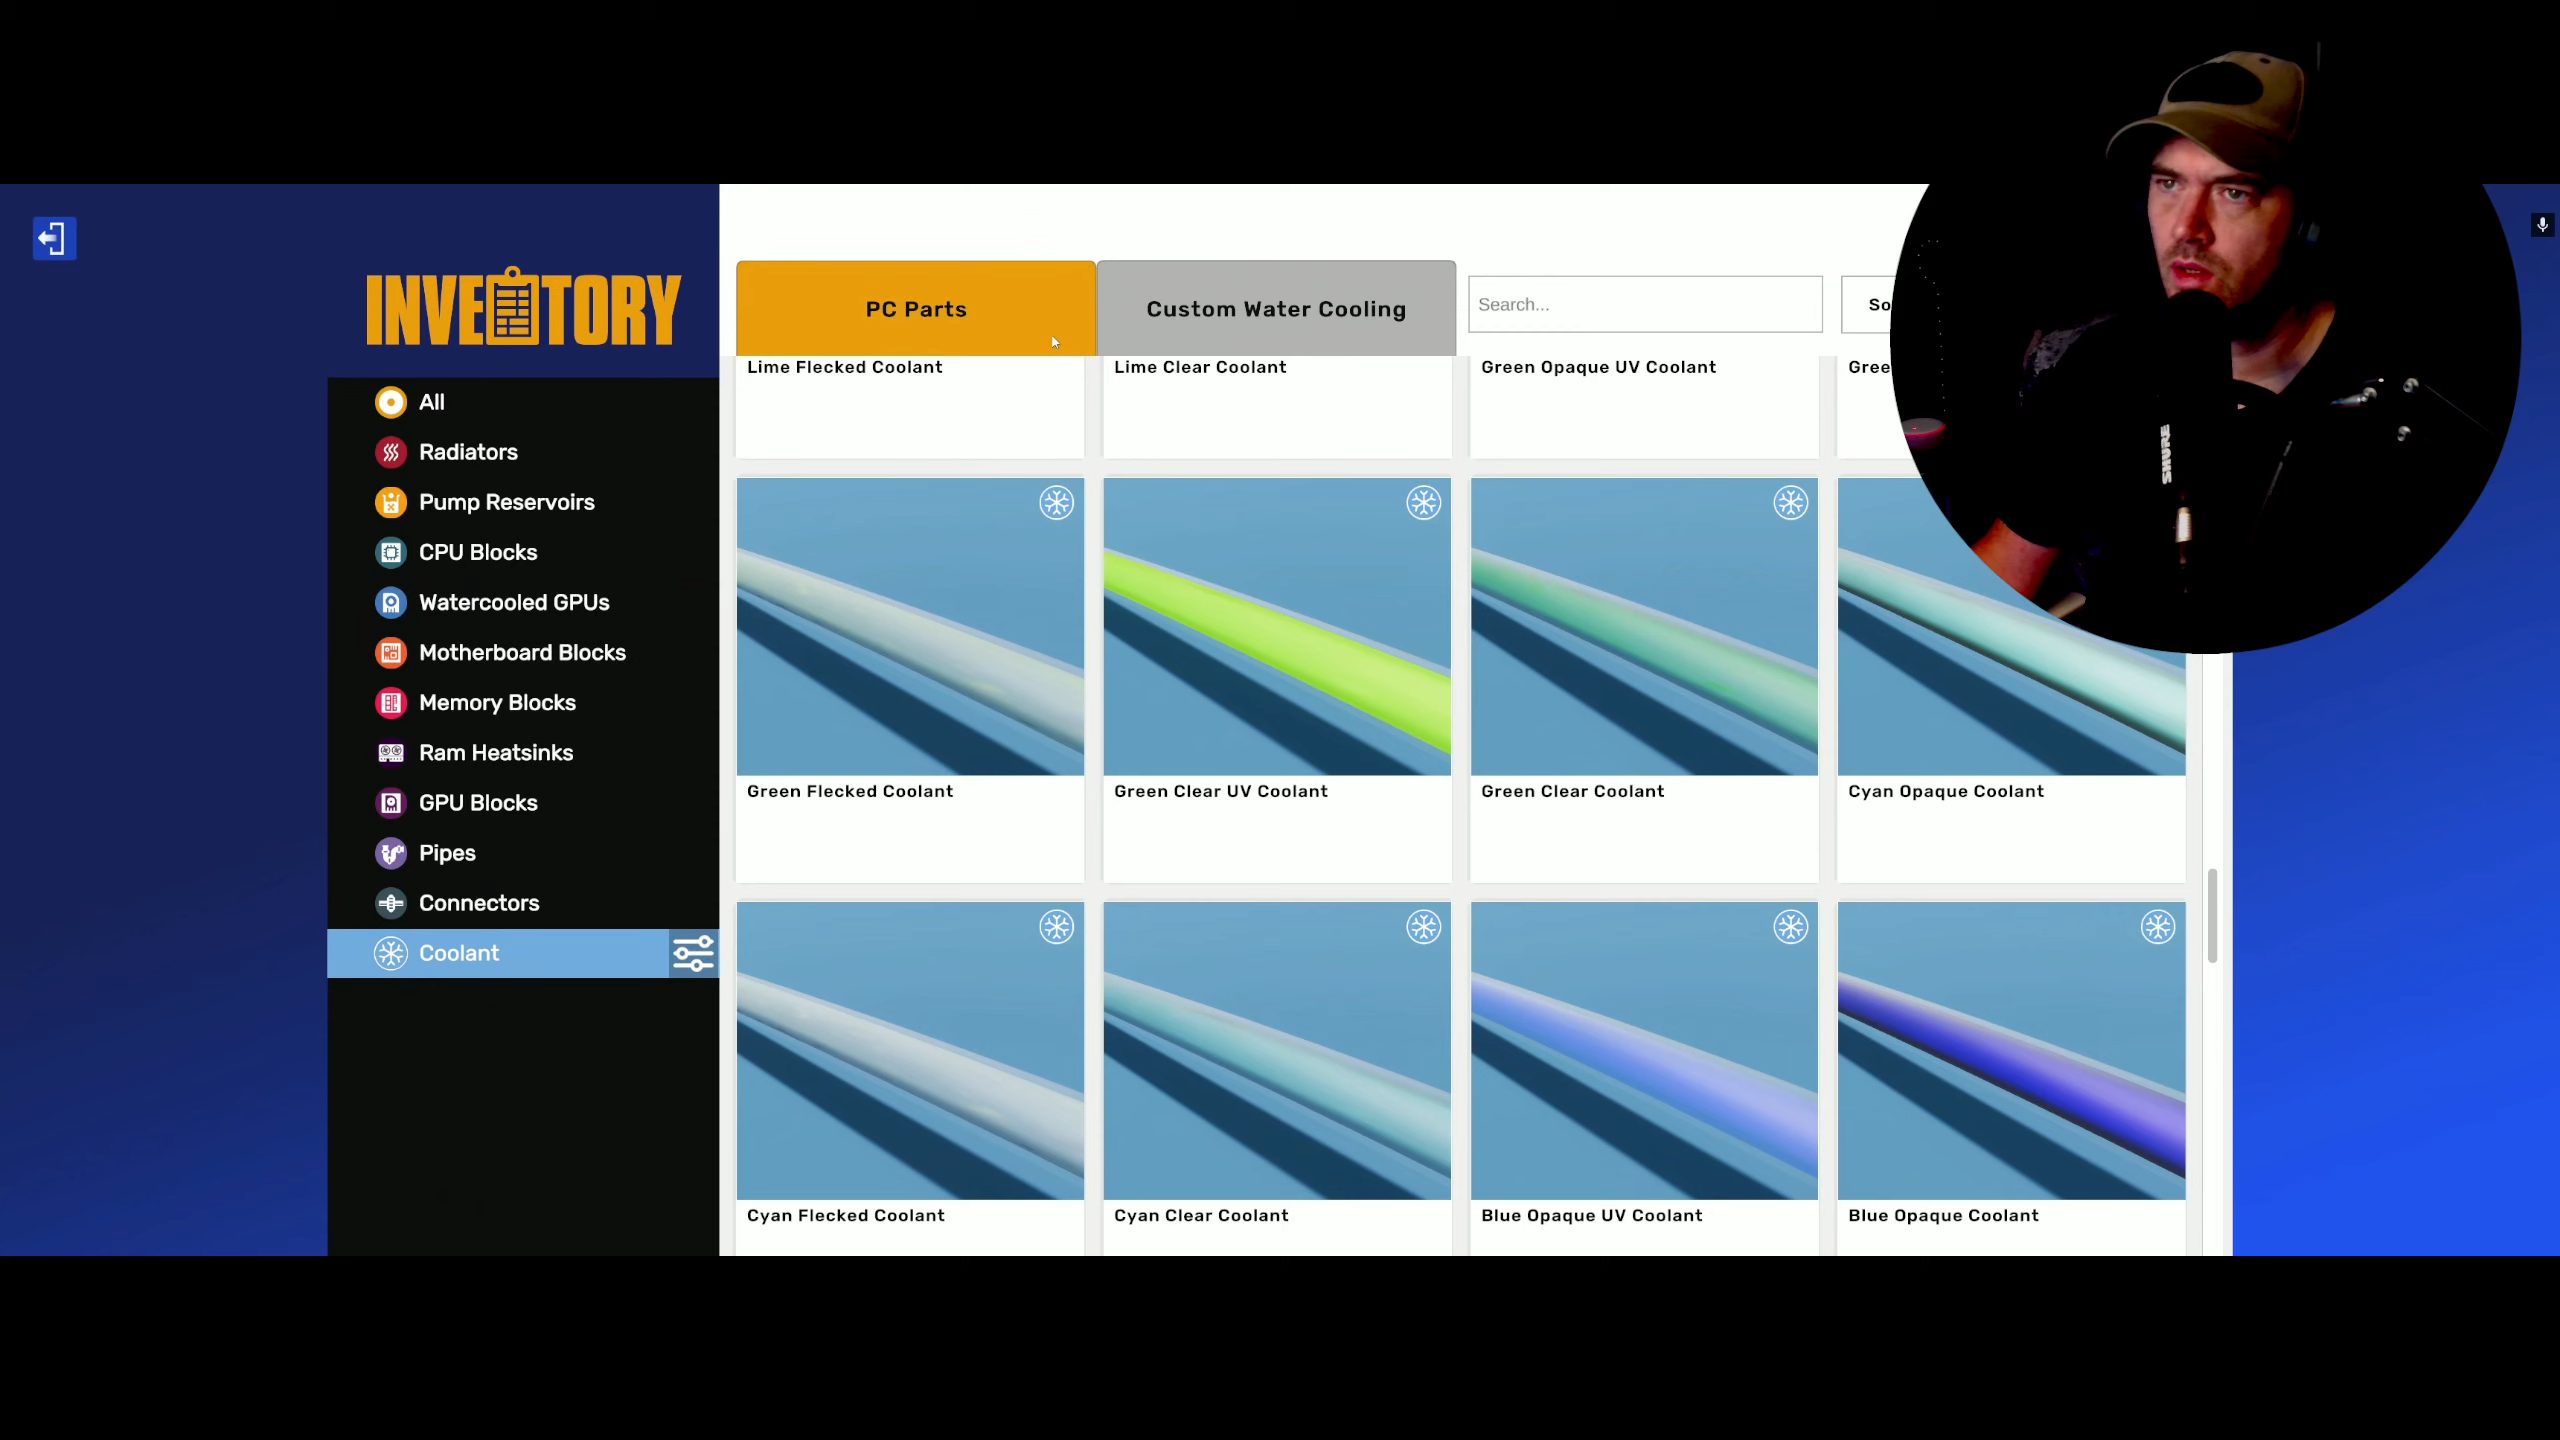 INVENTORY
All
Radiators
Pump Reservoirs
CPU Blocks
Watercooled GPUs
Motherboard Blocks
Memory Blocks
Ram Heatsinks
GPU Blocks
Pipes
Connectors
Coolant
PC Parts
Custom Water Cooling
Search...
Lime Flecked Coolant
Lime Clear Coolant
Green Opaque UV Coolant
Green Flecked Coolant
Green Clear UV Coolant
Green Clear Coolant
Cyan Opaque Coolant
Cyan Flecked Coolant
Cyan Clear Coolant
Blue Opaque UV Coolant
Blue Opaque Coolant
SHURE